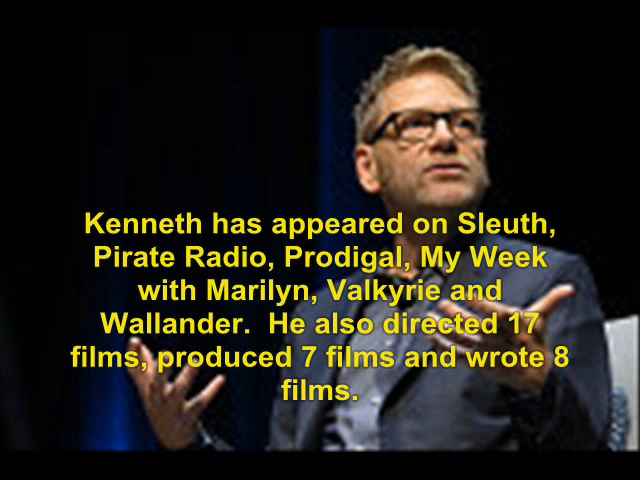 Kenneth has appeared on Sleuth,
Pirate Radio, Prodigal, My Week
with Marilyn, Valkyrie and
Wallander.  He also directed 17
films, produced 7 films and wrote 8
films.